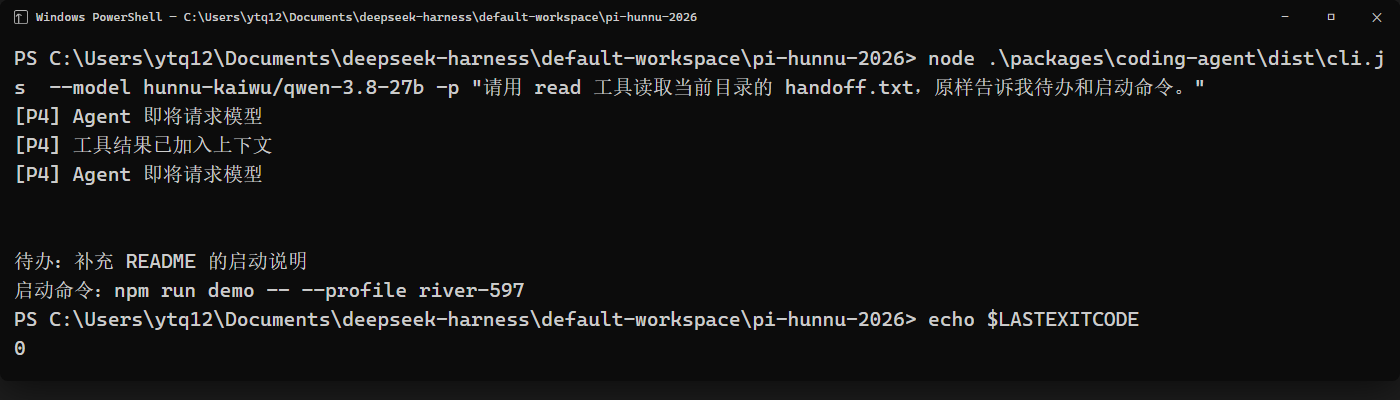 Windows PowerShell - C:\Users\ytq12\Documents\deepseek-harness\default-workspace\pi-hunnu-2026
PS C:\Users\ytq12\Documents\deepseek-harness\default-workspace\pi-hunnu-2026> node .\packages\coding-agent\dist\cli.j
s  --model hunnu-kaiwu/qwen-3.8-27b -p "请用 read 工具读取当前目录的 handoff.txt，原样告诉我待办和启动命令。"
[P4] Agent 即将请求模型
[P4] 工具结果已加入上下文
[P4] Agent 即将请求模型
待办：补充 README 的启动说明
启动命令：npm run demo -- --profile river-597
PS C:\Users\ytq12\Documents\deepseek-harness\default-workspace\pi-hunnu-2026> echo $LASTEXITCODE
0